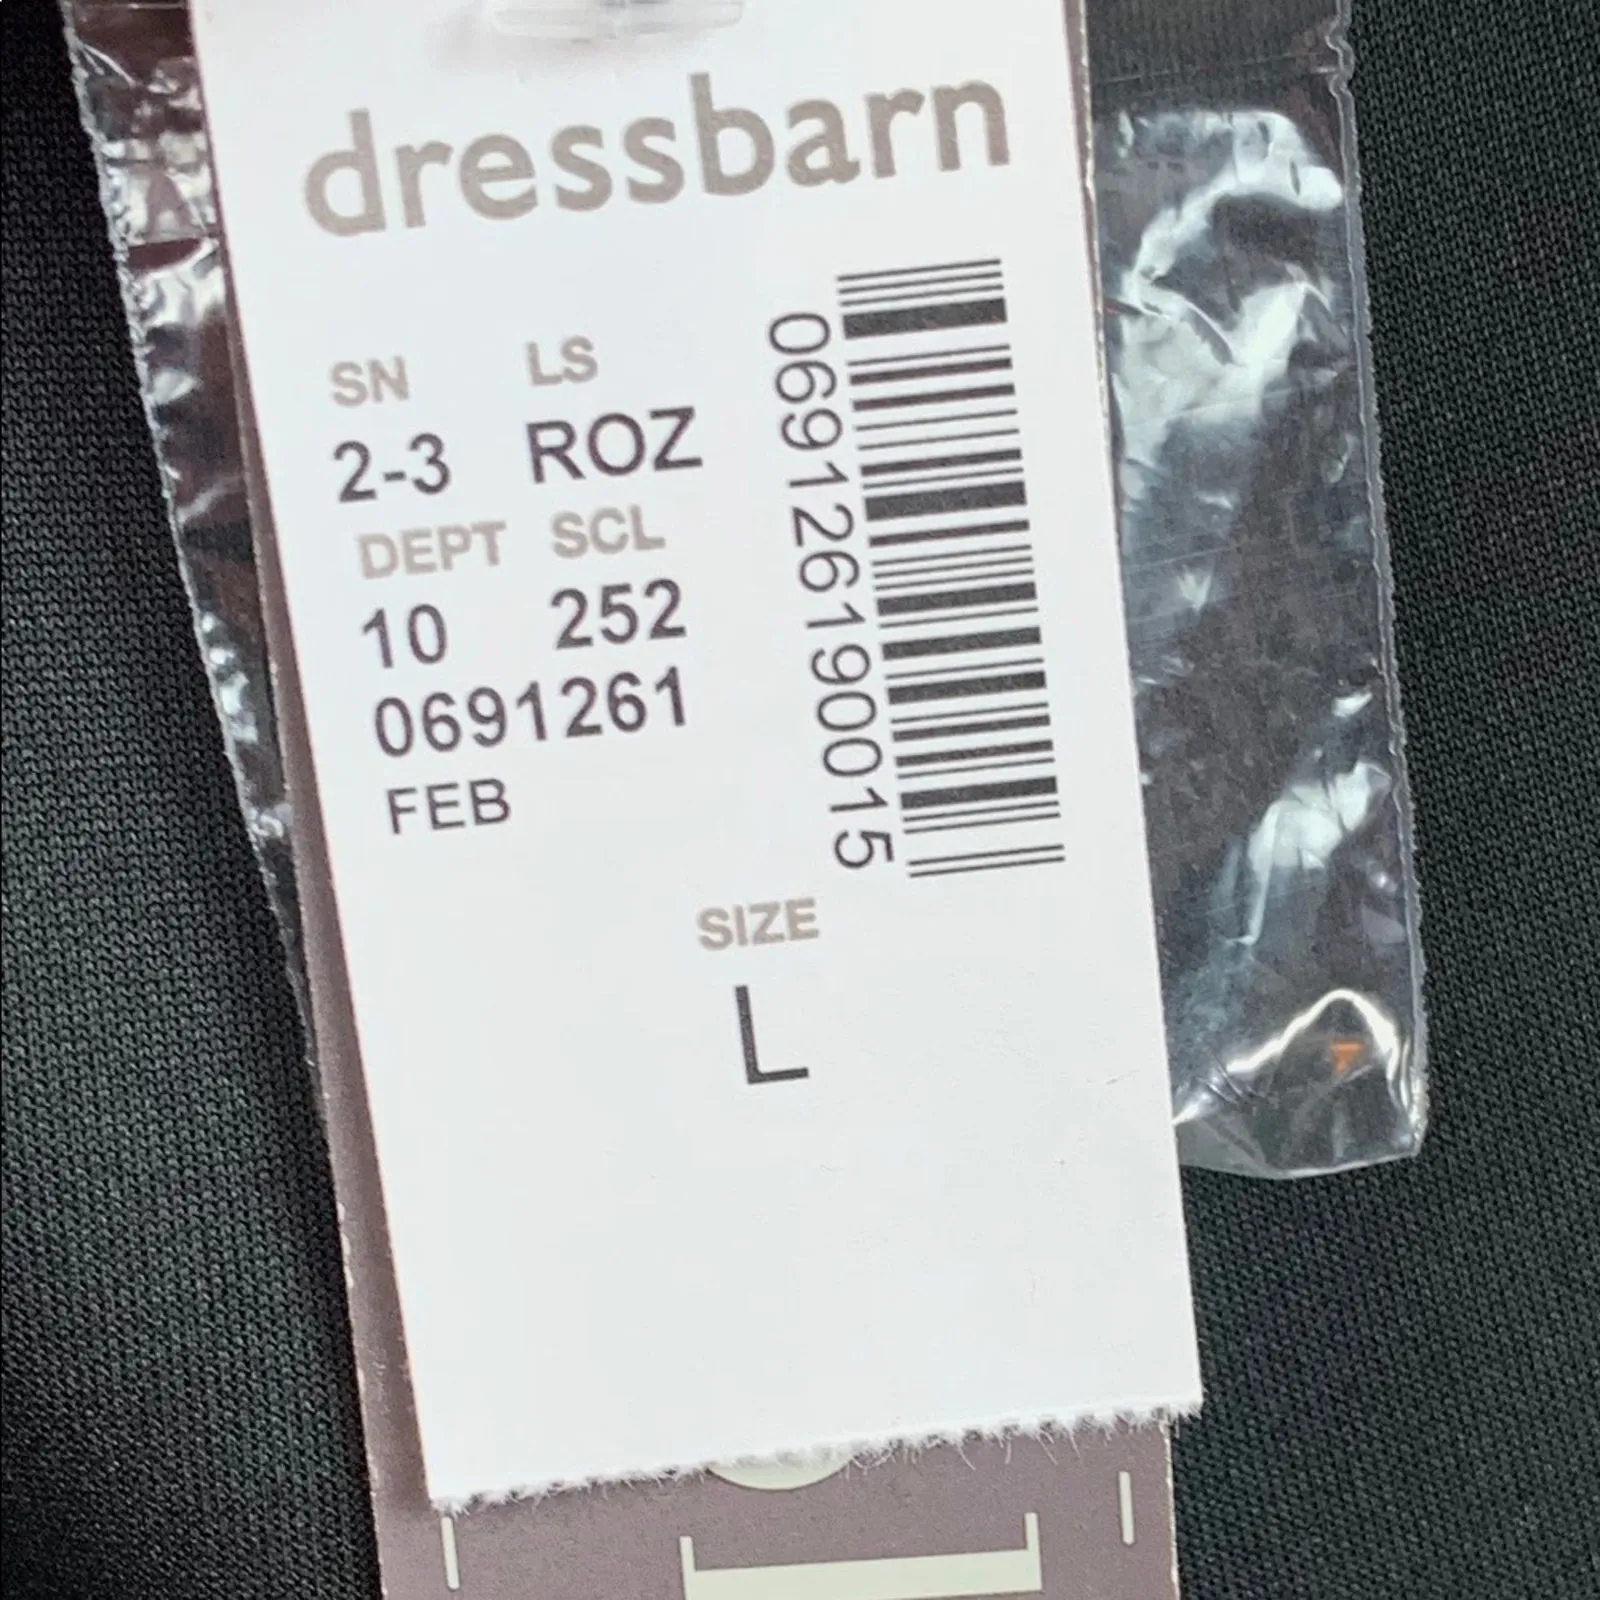 dressbarn
SN LS
2-3 ROZ
DEPT SCL
10 252
0691261
FEB
069126190015
SIZE
L